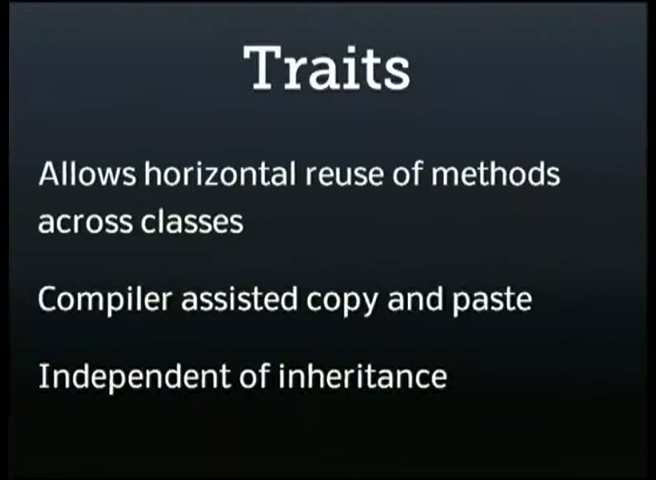 Traits
Allows horizontal reuse of methods
across classes
Compiler assisted copy and paste
Independent of inheritance